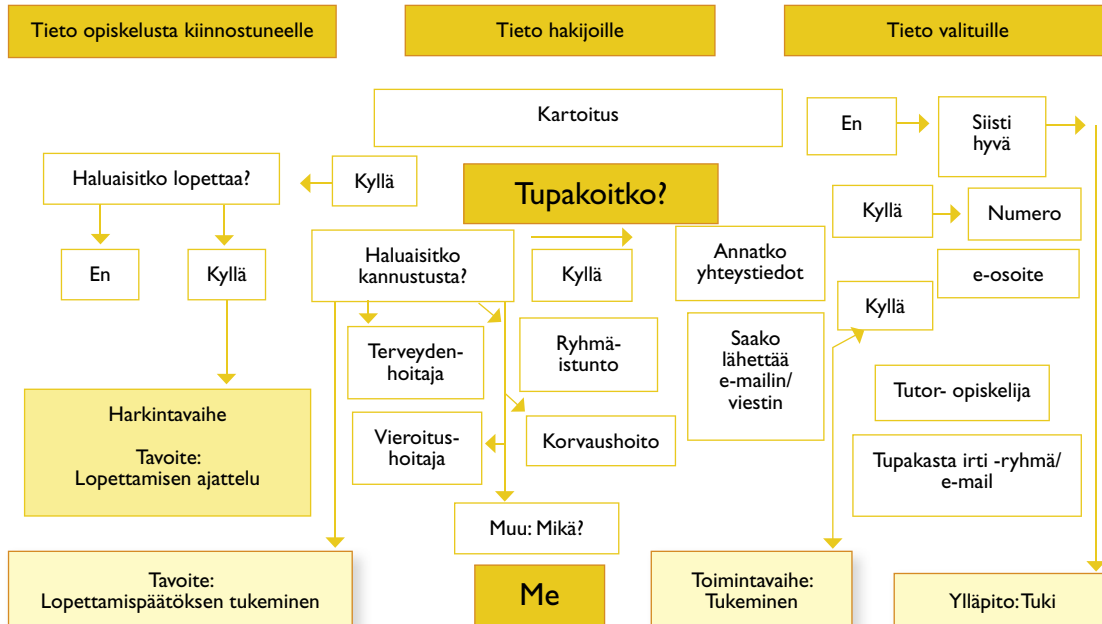 Tieto opiskelusta kiinnostuneelle
Tieto hakijoille
Tieto valituille
Kartoitus
En
Siisti
hyvä
Haluaisitko lopettaa?
Kyllä
Tupakoitko?
Kyllä
Numero
En
Kyllä
Haluaisitko
kannustusta?
Kyllä
Annatko
yhteystiedot
e-osoite
Kyllä
Terveyden-
hoitaja
Ryhmä-
istunto
Saako
lähettää
e-mailin/
viestin
Tutor- opiskelija
Harkintavaihe
Tavoite:
Lopettamisen ajattelu
Vieroitus-
hoitaja
Korvaushoito
Tupakasta irti -ryhmä/
e-mail
Muu: Mikä?
Tavoite:
Lopettamispäätöksen tukeminen
Me
Toimintavaihe:
Tukeminen
Ylläpito: Tuki